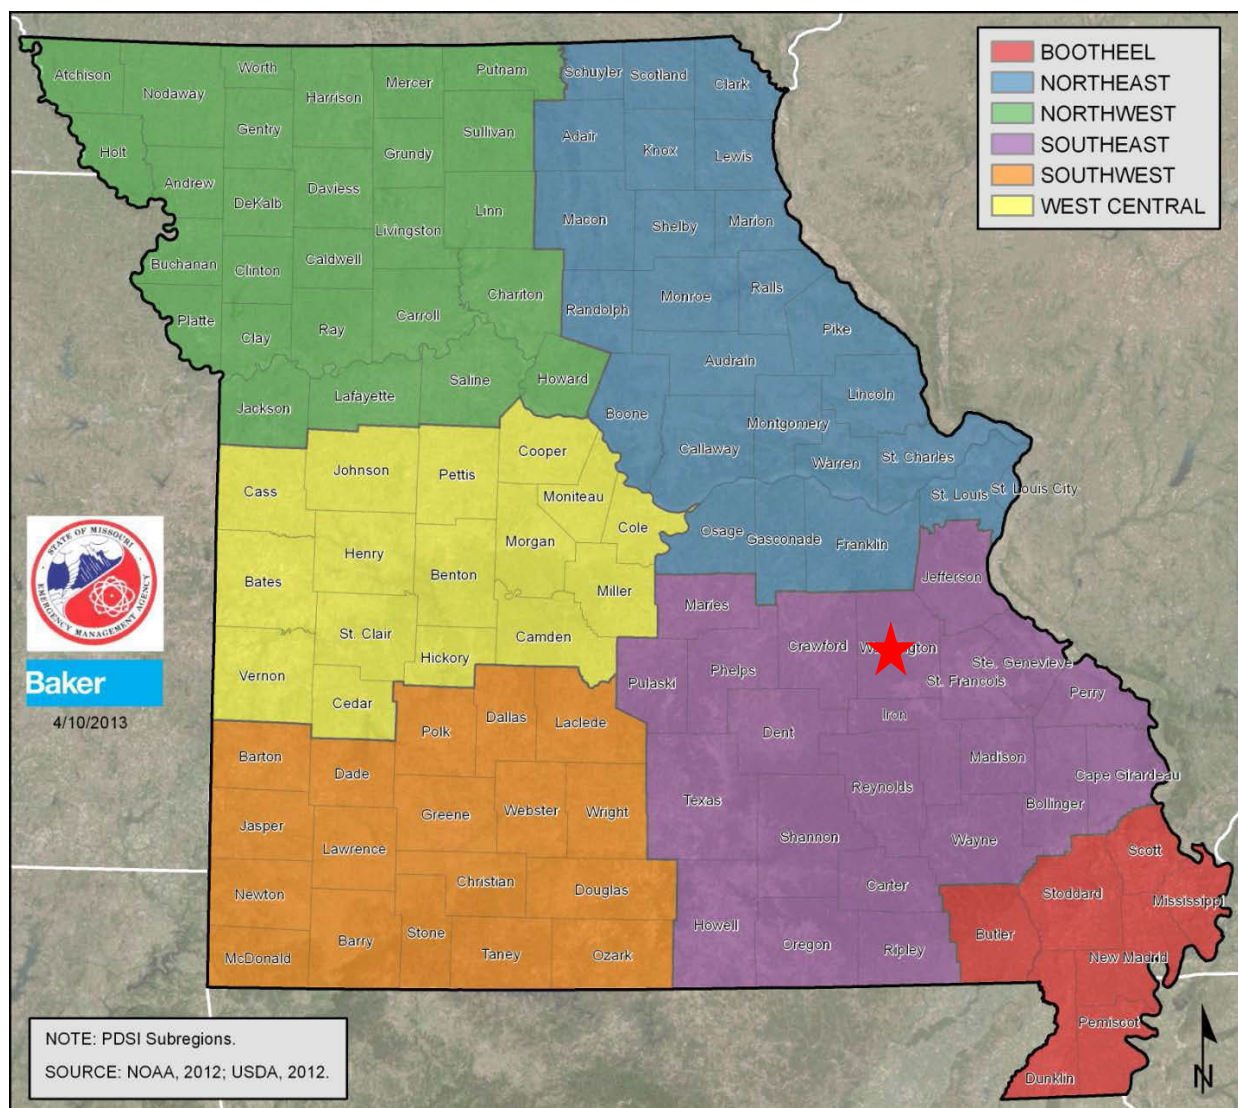 BOOTHEEL
NORTHEAST
NORTHWEST
SOUTHEAST
SOUTHWEST
WEST CENTRAL
Atchison
Nodaway
Worth
Harrison
Mercer
Putnam
Schuyler
Scotland
Clark
Holt
Gentry
Sullivan
Adair
Knox
Lewis
Andrew
DeKalb
Daviess
Grundy
Linn
Macon
Shelby
Marion
Livingston
Buchanan
Clinton
Caldwell
Chariton
Randolph
Monroe
Ralls
Platte
Clay
Ray
Carroll
Pike
Audrain
Jackson
Lafayette
Saline
Howard
Boone
Lincoln
Montgomery
Callaway
Warren
St. Charles
St. Louis
St. Louis City
Cass
Johnson
Pettis
Cooper
Moniteau
Cole
Osage
Gasconade
Franklin
Bates
Henry
Benton
Morgan
Miller
Jefferson
Maries
St. Clair
Hickory
Camden
Crawford
Ste. Genevieve
Vernon
Cedar
Pulaski
Phelps
St. Francois
Perry
Polk
Dallas
Laclede
Dent
Iron
Barton
Dade
Madison
Cape Girardeau
Jasper
Greene
Webster
Wright
Texas
Reynolds
Bollinger
Lawrence
Shannon
Wayne
Scott
Newton
Christian
Douglas
Carter
Stoddard
Mississippi
McDonald
Barry
Stone
Taney
Ozark
Howell
Oregon
Ripley
Butler
New Madrid
Pemiscot
Dunklin
STATE OF MISSOURI
EMERGENCY MANAGEMENT AGENCY
Baker
4/10/2013
NOTE: PDSI Subregions.
SOURCE: NOAA, 2012; USDA, 2012.
N